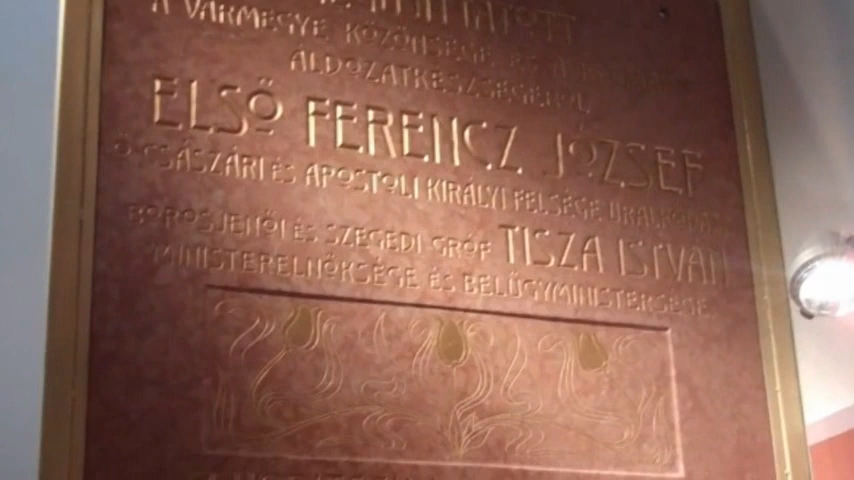 A VÁRMEGYE KÖZÖNSÉGE ÉS A
ÁLDOZATKÉSZSÉGÉBŐL
ELSŐ FERENCZ JÓZSEF
Ő CSÁSZÁRI ÉS APOSTOLI KIRÁLYI FELSÉGE URALKODÁSA
BOROSJENŐI ÉS SZEGEDI GRÓF TISZA ISTVÁN
MINISTERELNÖKSÉGE ÉS BELÜGYMINISTERSÉGE